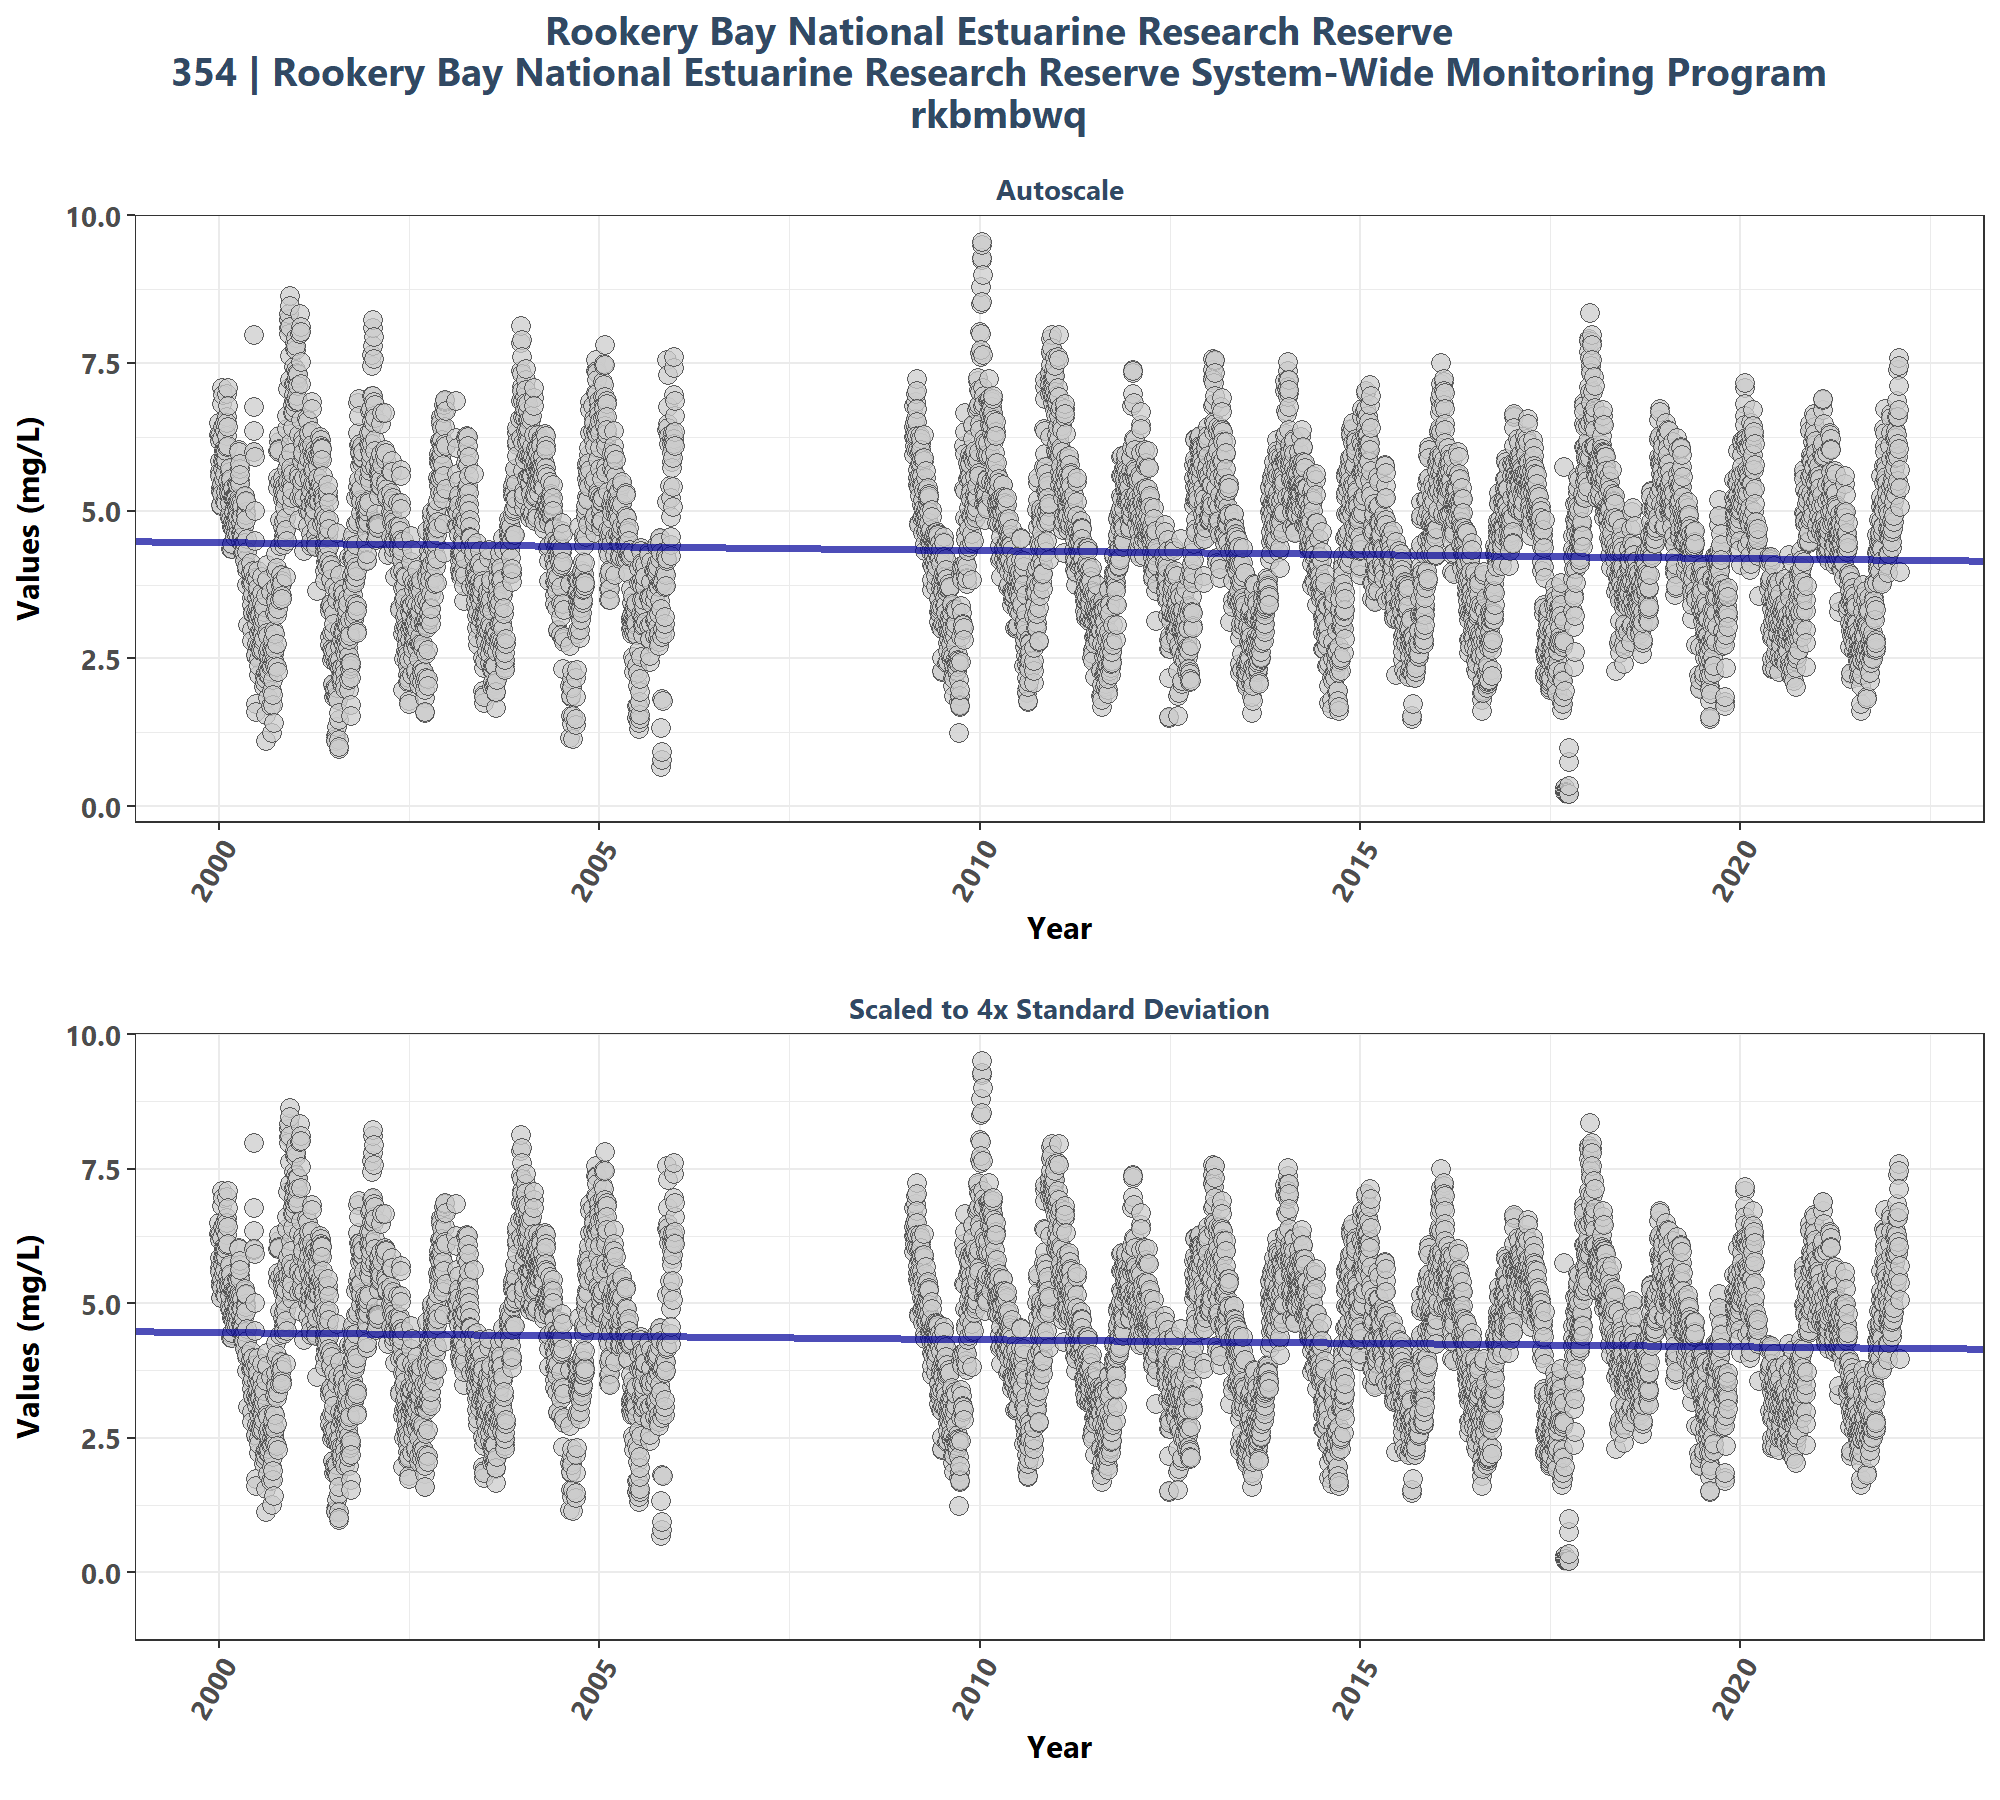 Rookery Bay National Estuarine Research Reserve
354 | Rookery Bay National Estuarine Research Reserve System-Wide Monitoring Program
rkbmbwq
Autoscale
Values (mg/L)
10.0
7.5
5.0
2.5
0.0
2000 2005 2010 2015 2020
Year
Scaled to 4x Standard Deviation
Values (mg/L)
10.0
7.5
5.0
2.5
0.0
2000 2005 2010 2015 2020
Year